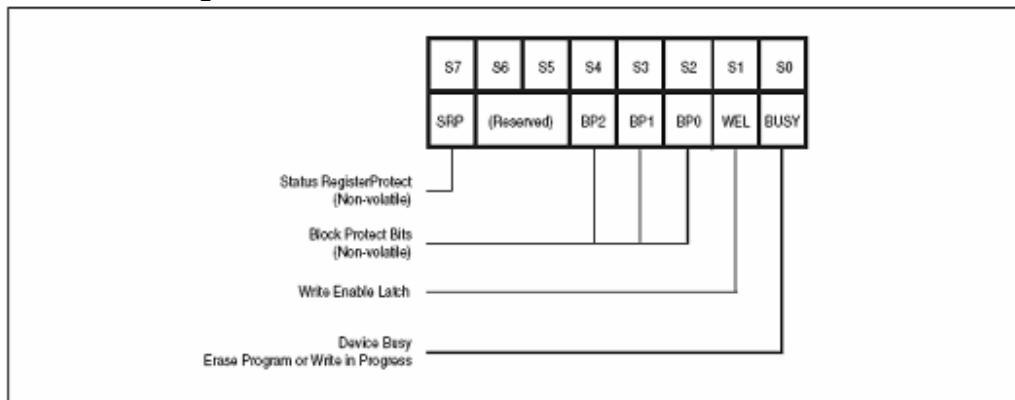 S7 S6 S5 S4 S3 S2 S1 S0
SRP (Reserved) BP2 BP1 BP0 WEL BUSY
Status RegisterProtect
(Non-volatile)
Block Protect Bits
(Non-volatile)
Write Enable Latch
Device Busy
Erase Program or Write in Progress